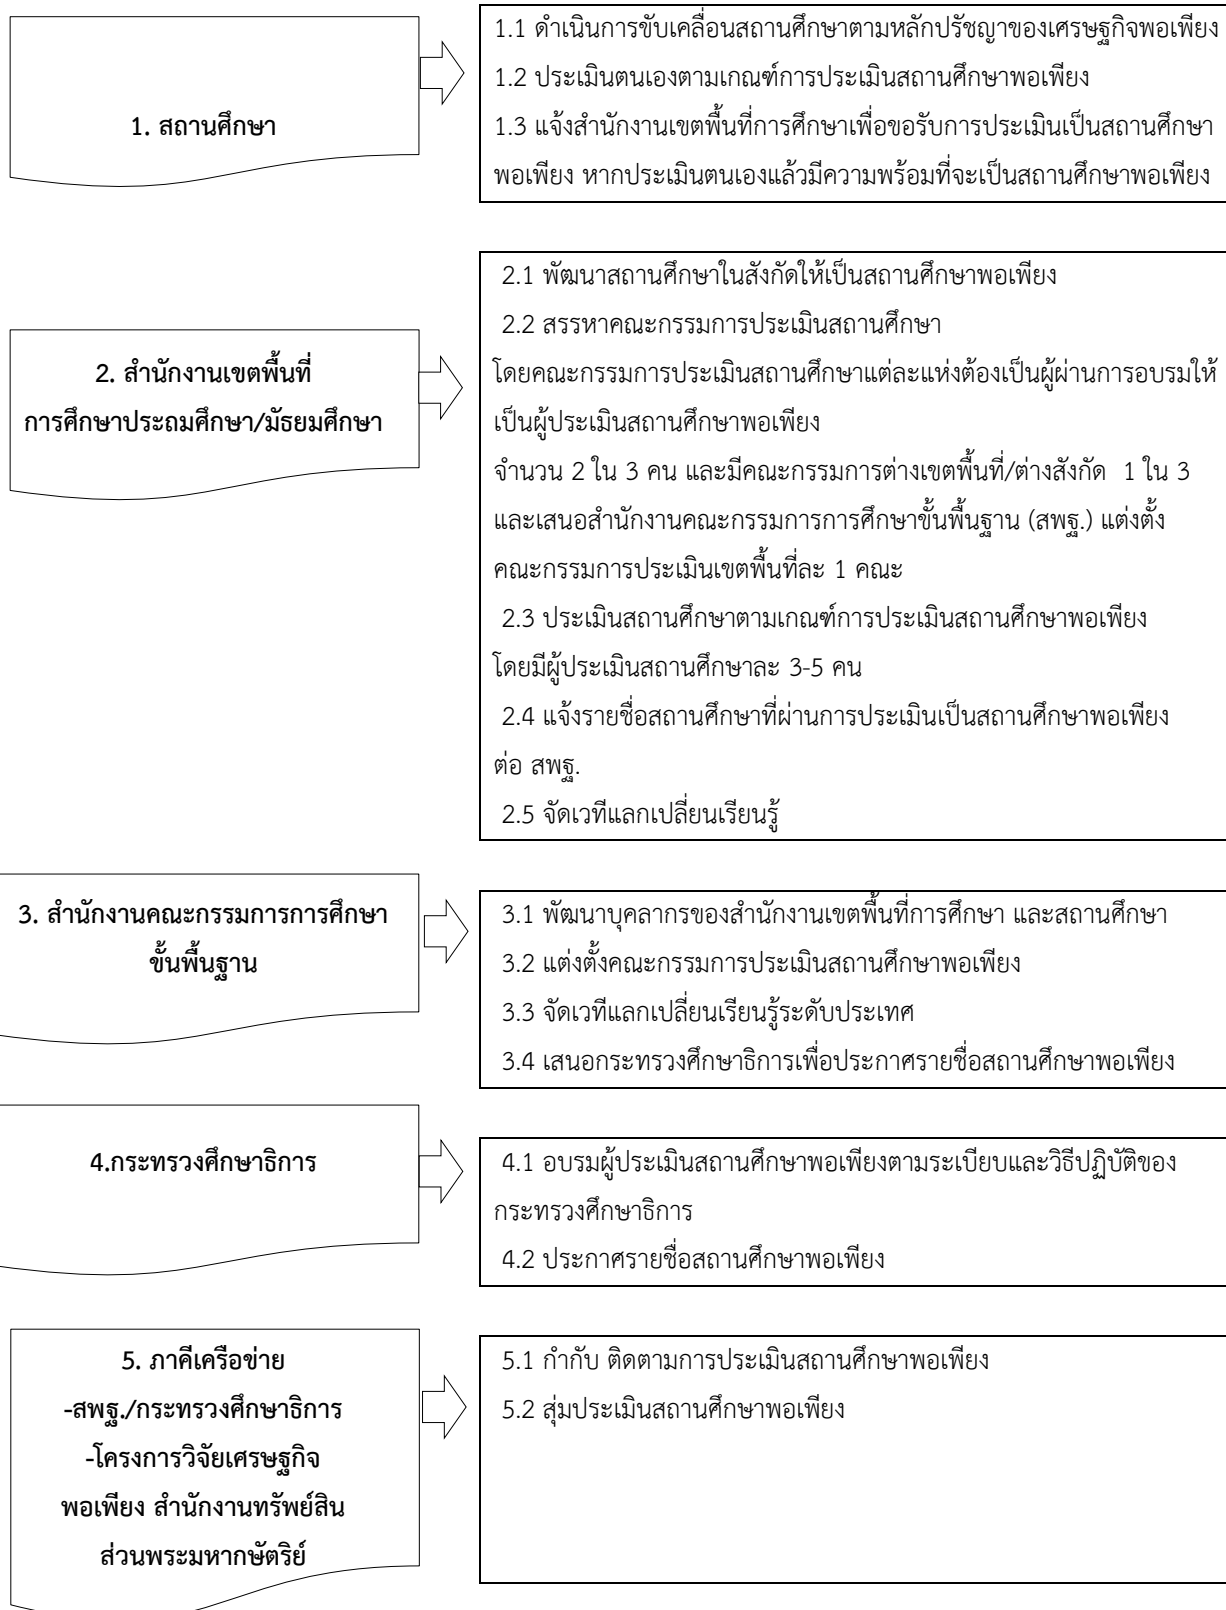 1. สถานศึกษา
1.1 ดำเนินการขับเคลื่อนสถานศึกษาตามหลักปรัชญาของเศรษฐกิจพอเพียง
1.2 ประเมินตนเองตามเกณฑ์การประเมินสถานศึกษาพอเพียง
1.3 แจ้งสำนักงานเขตพื้นที่การศึกษาเพื่อขอรับการประเมินเป็นสถานศึกษา
พอเพียง หากประเมินตนเองแล้วมีความพร้อมที่จะเป็นสถานศึกษาพอเพียง
2. สำนักงานเขตพื้นที่
การศึกษาประถมศึกษา/มัธยมศึกษา
2.1 พัฒนาสถานศึกษาในสังกัดให้เป็นสถานศึกษาพอเพียง
2.2 สรรหาคณะกรรมการประเมินสถานศึกษา
โดยคณะกรรมการประเมินสถานศึกษาแต่ละแห่งต้องเป็นผู้ผ่านการอบรมให้
เป็นผู้ประเมินสถานศึกษาพอเพียง
จำนวน 2 ใน 3 คน และมีคณะกรรมการต่างเขตพื้นที่/ต่างสังกัด 1 ใน 3
และเสนอสำนักงานคณะกรรมการการศึกษาขั้นพื้นฐาน (สพฐ.) แต่งตั้ง
คณะกรรมการประเมินเขตพื้นที่ละ 1 คณะ
2.3 ประเมินสถานศึกษาตามเกณฑ์การประเมินสถานศึกษาพอเพียง
โดยมีผู้ประเมินสถานศึกษาละ 3-5 คน
2.4 แจ้งรายชื่อสถานศึกษาที่ผ่านการประเมินเป็นสถานศึกษาพอเพียง
ต่อ สพฐ.
2.5 จัดเวทีแลกเปลี่ยนเรียนรู้
3. สำนักงานคณะกรรมการการศึกษา
ขั้นพื้นฐาน
3.1 พัฒนาบุคลากรของสำนักงานเขตพื้นที่การศึกษา และสถานศึกษา
3.2 แต่งตั้งคณะกรรมการประเมินสถานศึกษาพอเพียง
3.3 จัดเวทีแลกเปลี่ยนเรียนรู้ระดับประเทศ
3.4 เสนอกระทรวงศึกษาธิการเพื่อประกาศรายชื่อสถานศึกษาพอเพียง
4.กระทรวงศึกษาธิการ
4.1 อบรมผู้ประเมินสถานศึกษาพอเพียงตามระเบียบและวิธีปฏิบัติของ
กระทรวงศึกษาธิการ
4.2 ประกาศรายชื่อสถานศึกษาพอเพียง
5. ภาคีเครือข่าย
-สพฐ./กระทรวงศึกษาธิการ
-โครงการวิจัยเศรษฐกิจ
พอเพียง สำนักงานทรัพย์สิน
ส่วนพระมหากษัตริย์
5.1 กำกับ ติดตามการประเมินสถานศึกษาพอเพียง
5.2 สุ่มประเมินสถานศึกษาพอเพียง